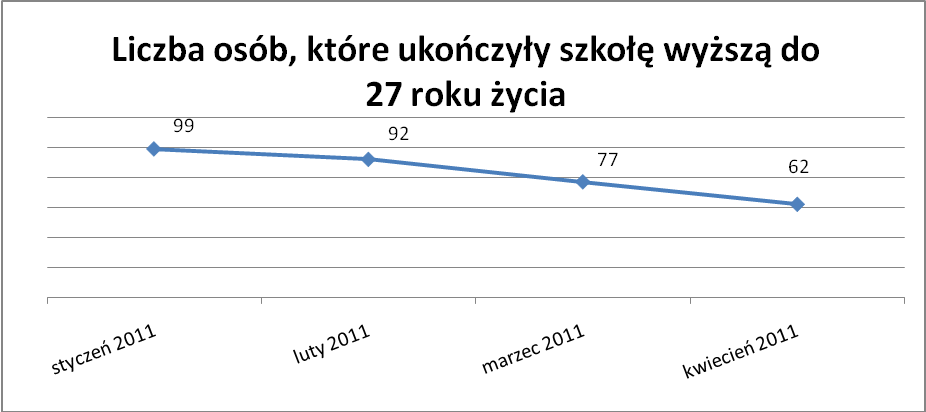 Liczba osób, które ukończyły szkołę wyższą do
27 roku życia
99
92
77
62
styczeń 2011
luty 2011
marzec 2011
kwiecień 2011